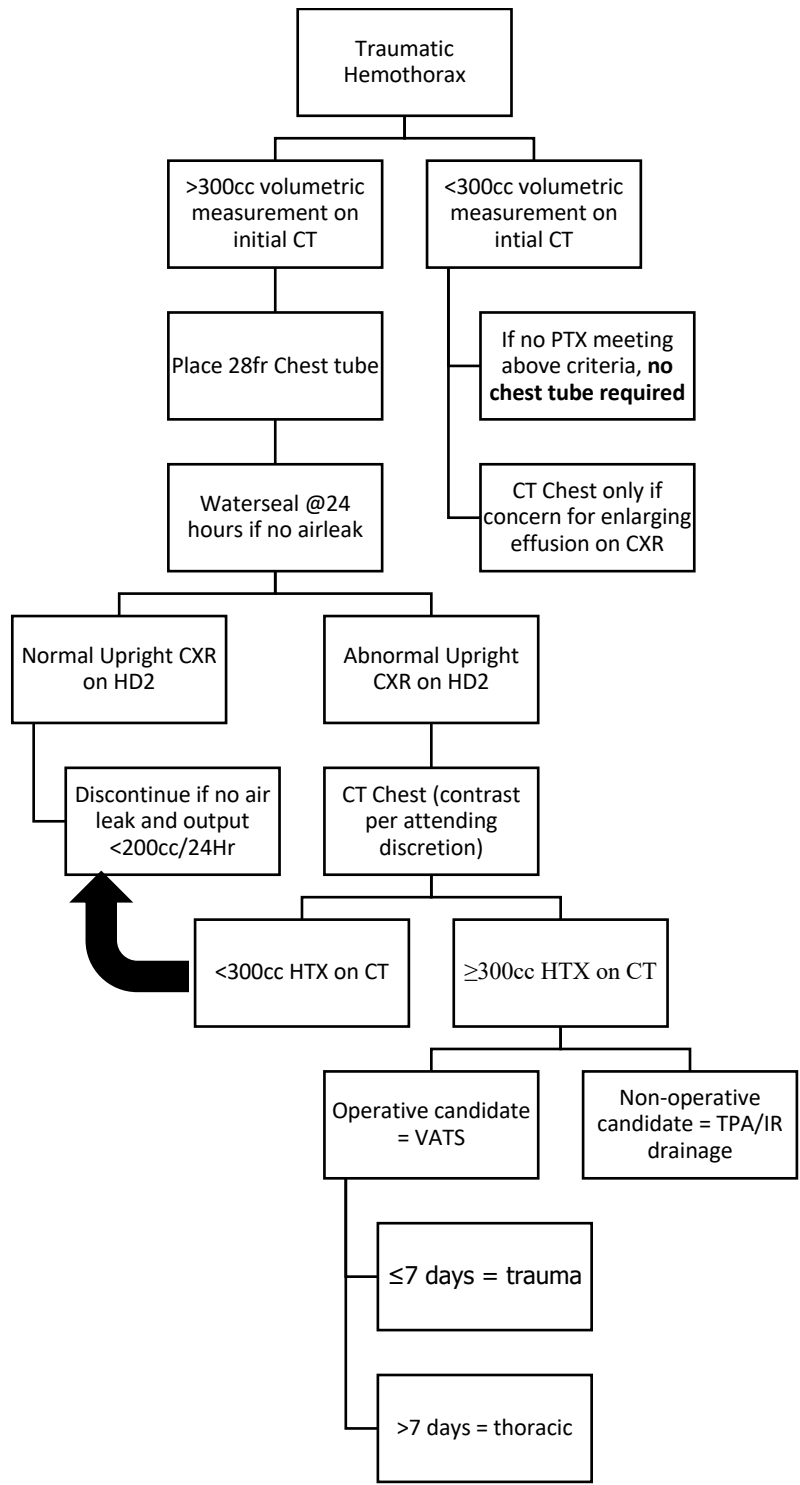 Traumatic
Hemothorax
>300cc volumetric
measurement on
initial CT
<300cc volumetric
measurement on
intial CT
Place 28fr Chest tube
If no PTX meeting
above criteria, no
chest tube required
Waterseal @24
hours if no airleak
CT Chest only if
concern for enlarging
effusion on CXR
Normal Upright CXR
on HD2
Abnormal Upright
CXR on HD2
Discontinue if no air
leak and output
<200cc/24Hr
CT Chest (contrast
per attending
discretion)
<300cc HTX on CT
≥300cc HTX on CT
Operative candidate
= VATS
Non-operative
candidate = TPA/IR
drainage
≤7 days = trauma
>7 days = thoracic